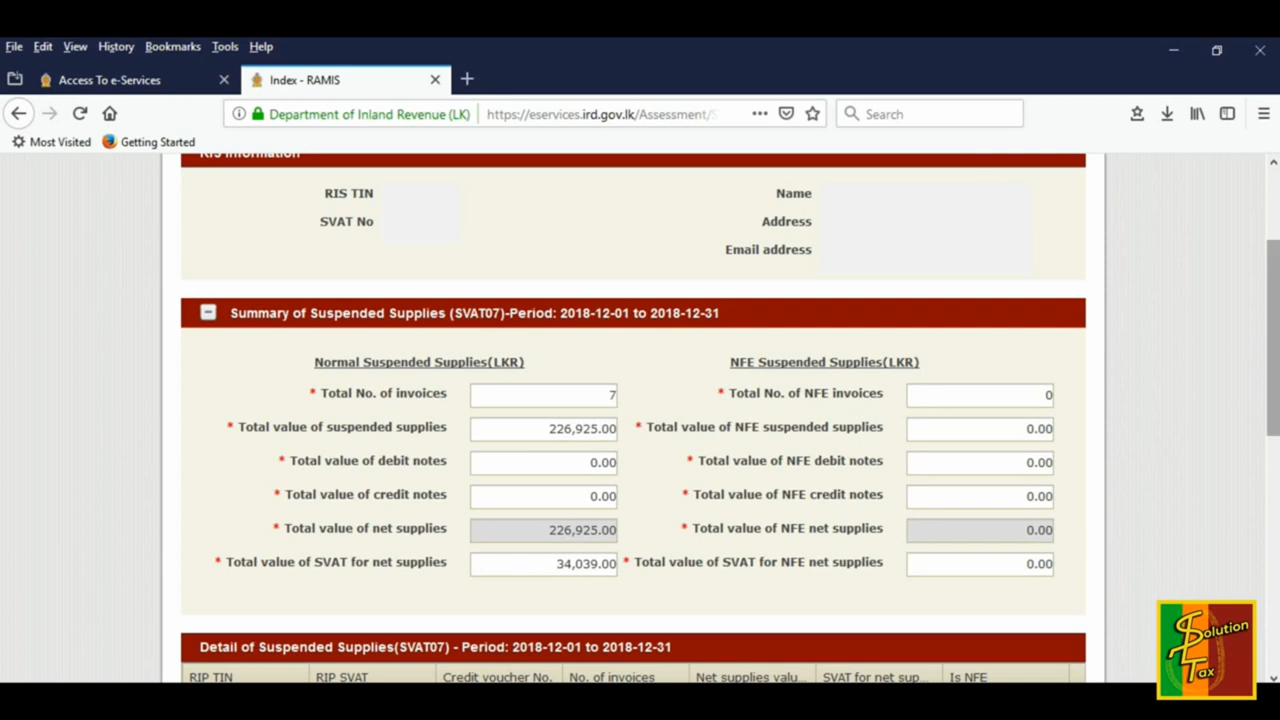 File Edit View History Bookmarks Tools Help
Access To e-Services
Index - RAMIS
Department of Inland Revenue (LK) https://eservices.ird.gov.lk/Assessment/S
Search
Most Visited Getting Started
RIS Information
RIS TIN
Name
SVAT No
Address
Email address
Summary of Suspended Supplies (SVAT07)-Period: 2018-12-01 to 2018-12-31
Normal Suspended Supplies(LKR)
NFE Suspended Supplies(LKR)
* Total No. of invoices 7
* Total No. of NFE invoices 0
* Total value of suspended supplies 226,925.00
* Total value of NFE suspended supplies 0.00
* Total value of debit notes 0.00
* Total value of NFE debit notes 0.00
* Total value of credit notes 0.00
* Total value of NFE credit notes 0.00
* Total value of net supplies 226,925.00
* Total value of NFE net supplies 0.00
* Total value of SVAT for net supplies 34,039.00
* Total value of SVAT for NFE net supplies 0.00
Detail of Suspended Supplies(SVAT07) - Period: 2018-12-01 to 2018-12-31
RIP TIN RIP SVAT Credit voucher No. No. of invoices Net supplies valu... SVAT for net sup... Is NFE
Solution
Tax